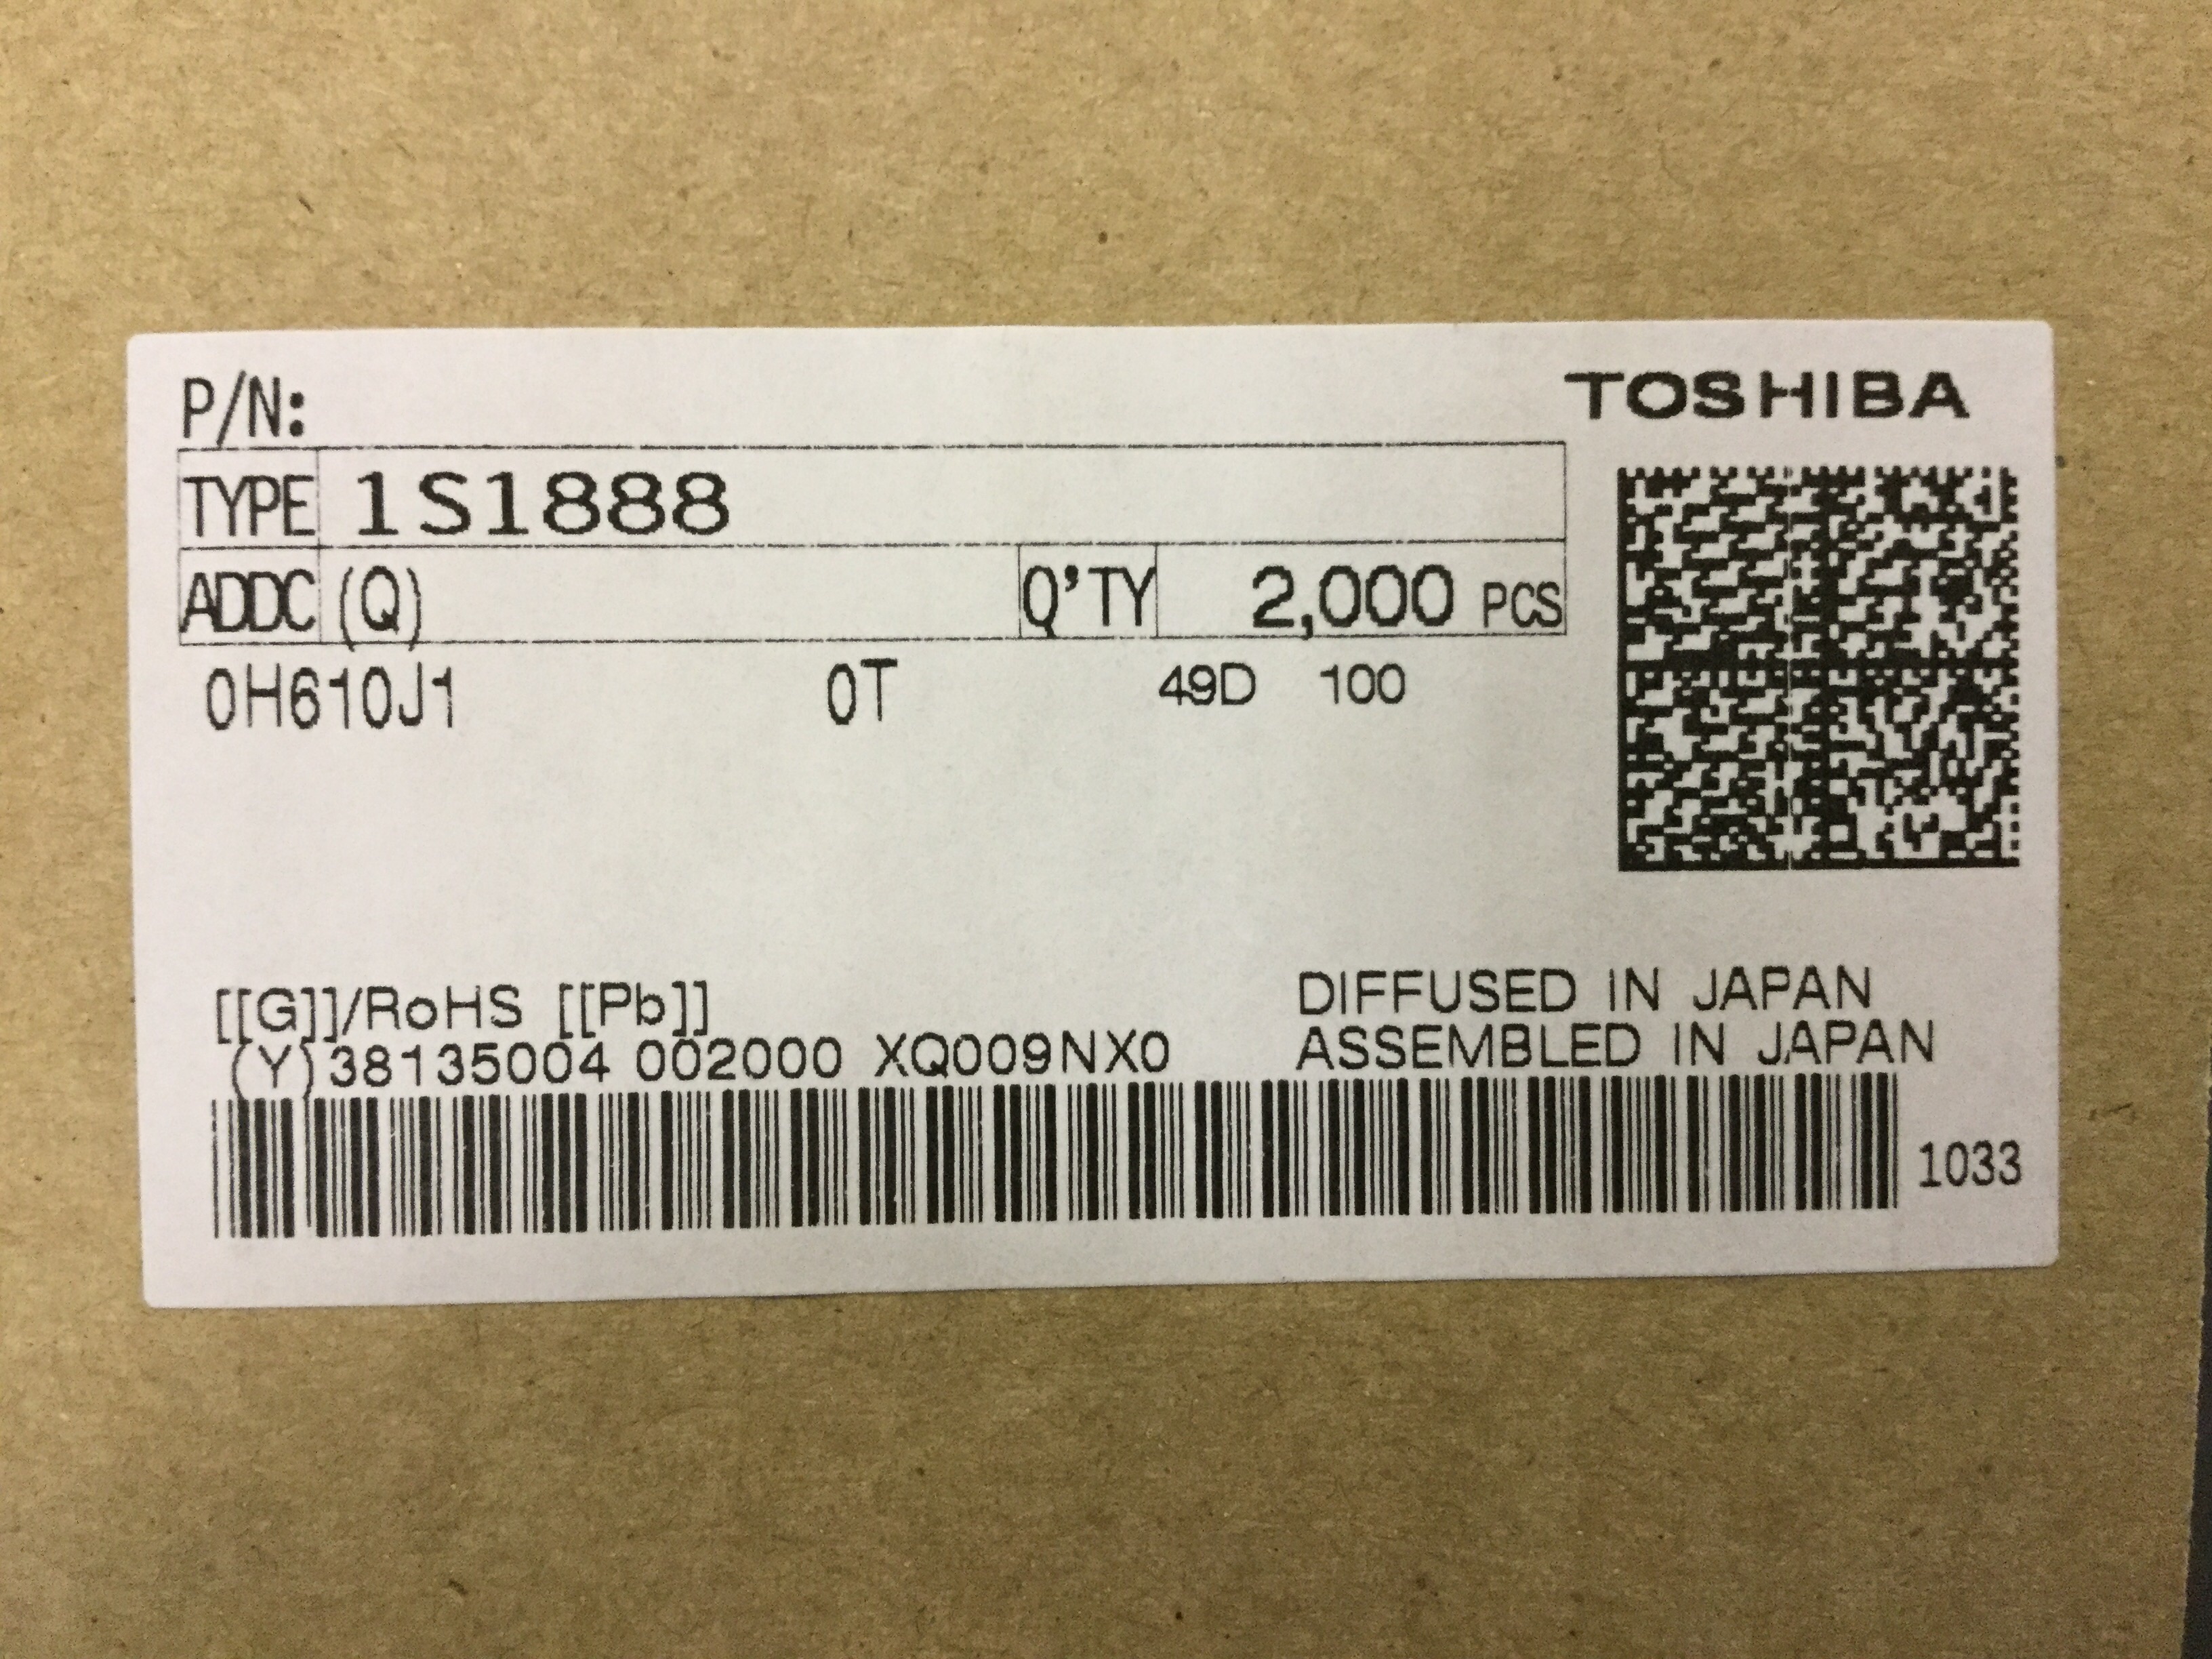 P/N:
TOSHIBA
TYPE 1S1888
ADDC (Q) Q'TY 2,000 PCS
0H610J1 0T 49D 100
[[G]]/RoHS [[Pb]]
DIFFUSED IN JAPAN
(Y)38135004 002000 XQ009NX0
ASSEMBLED IN JAPAN
1033